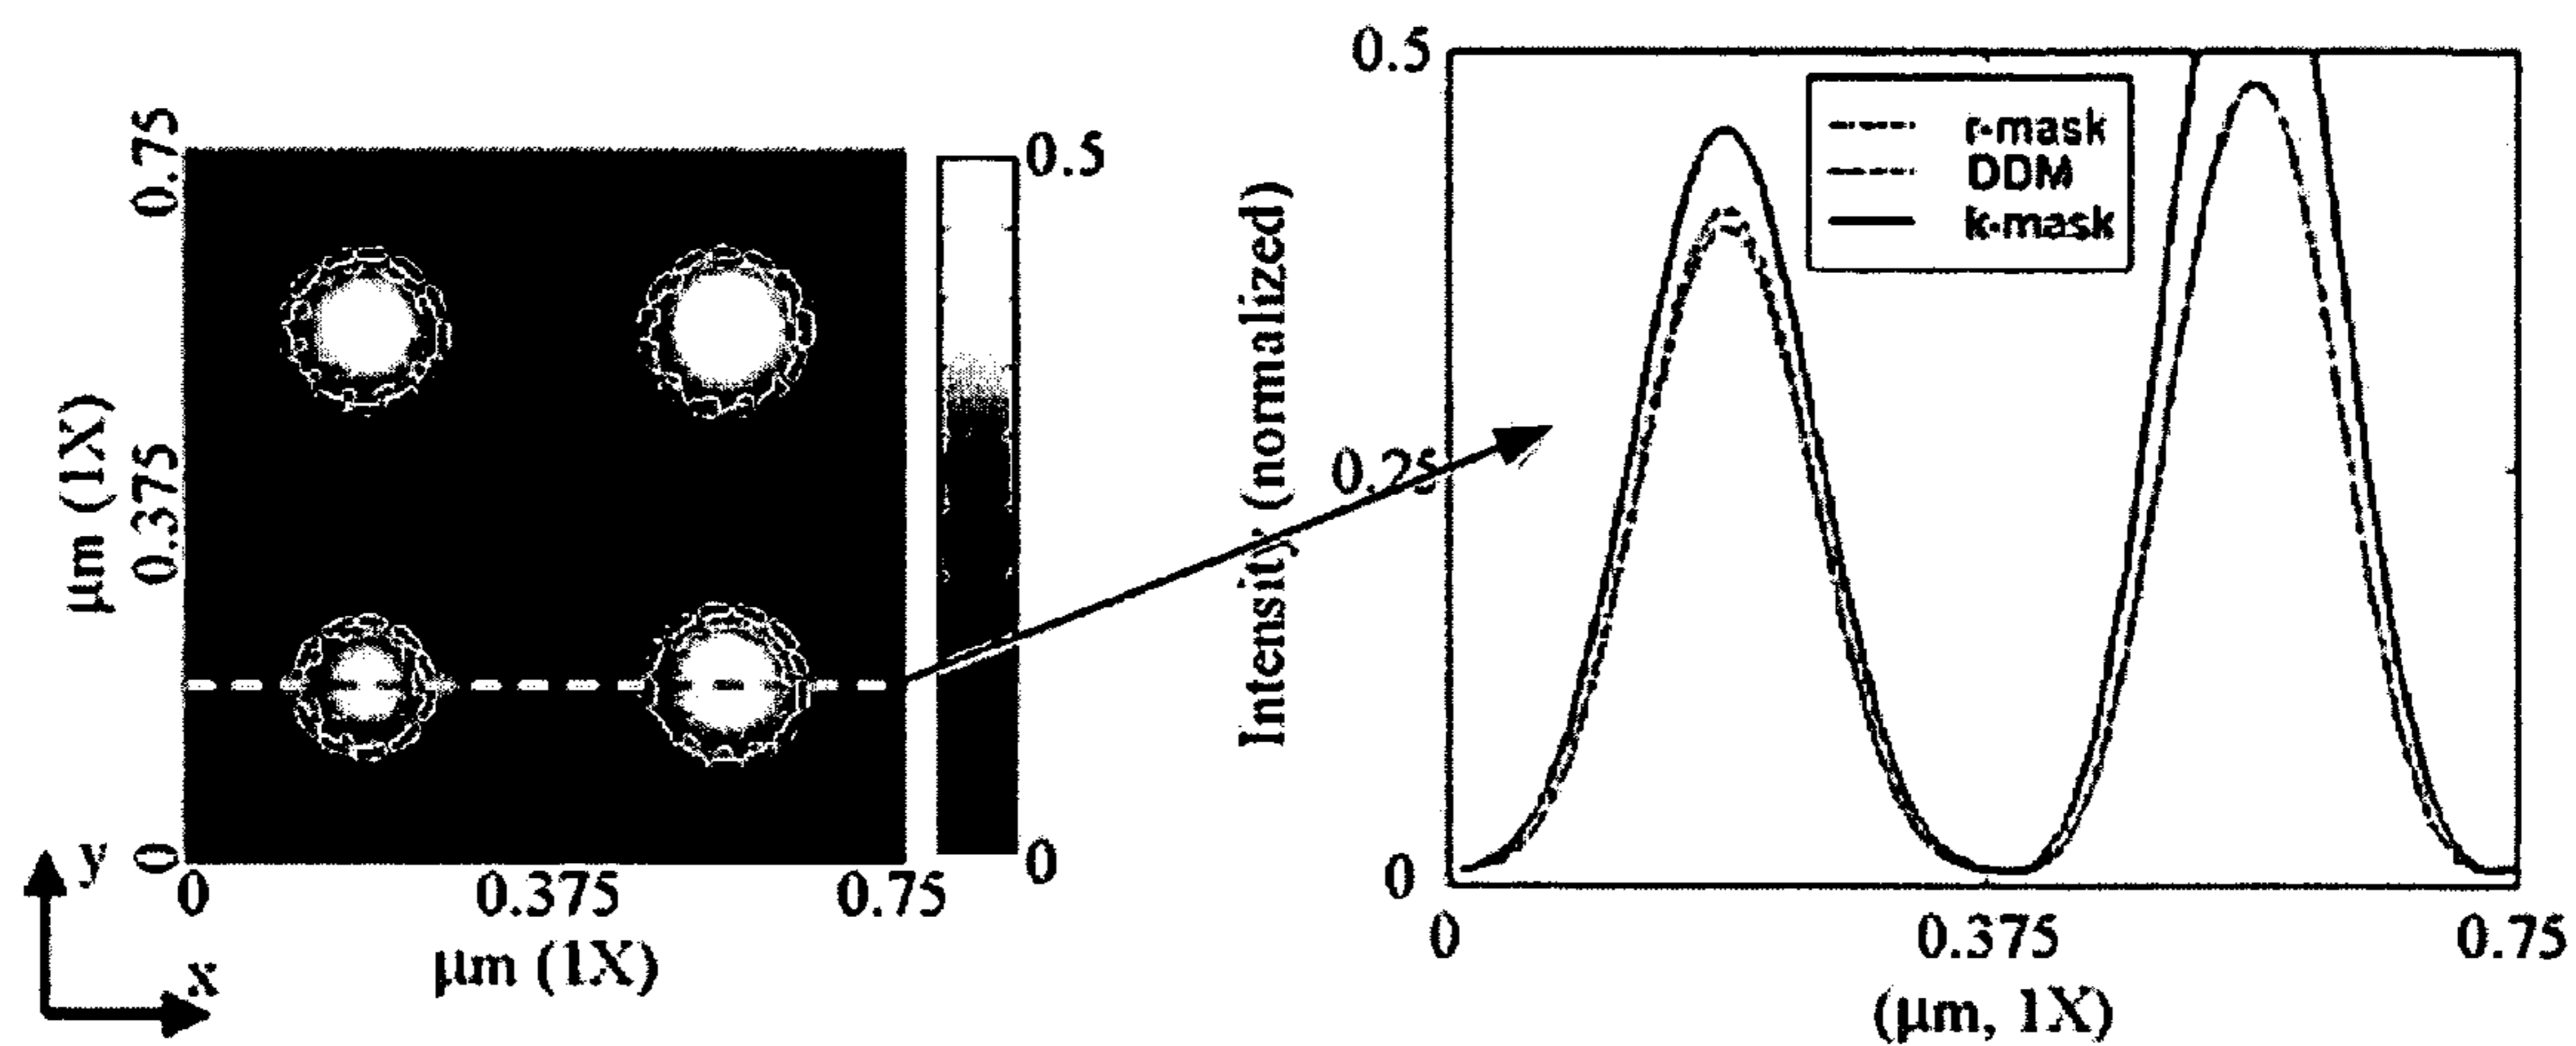 0.75
0.375
0
μm (1X)
0
0.375
0.75
μm (1X)
y
x
0.5
0
Intensity (normalized)
0.5
0.25
0
r-mask
DDM
k-mask
0
0.375
0.75
(μm, 1X)